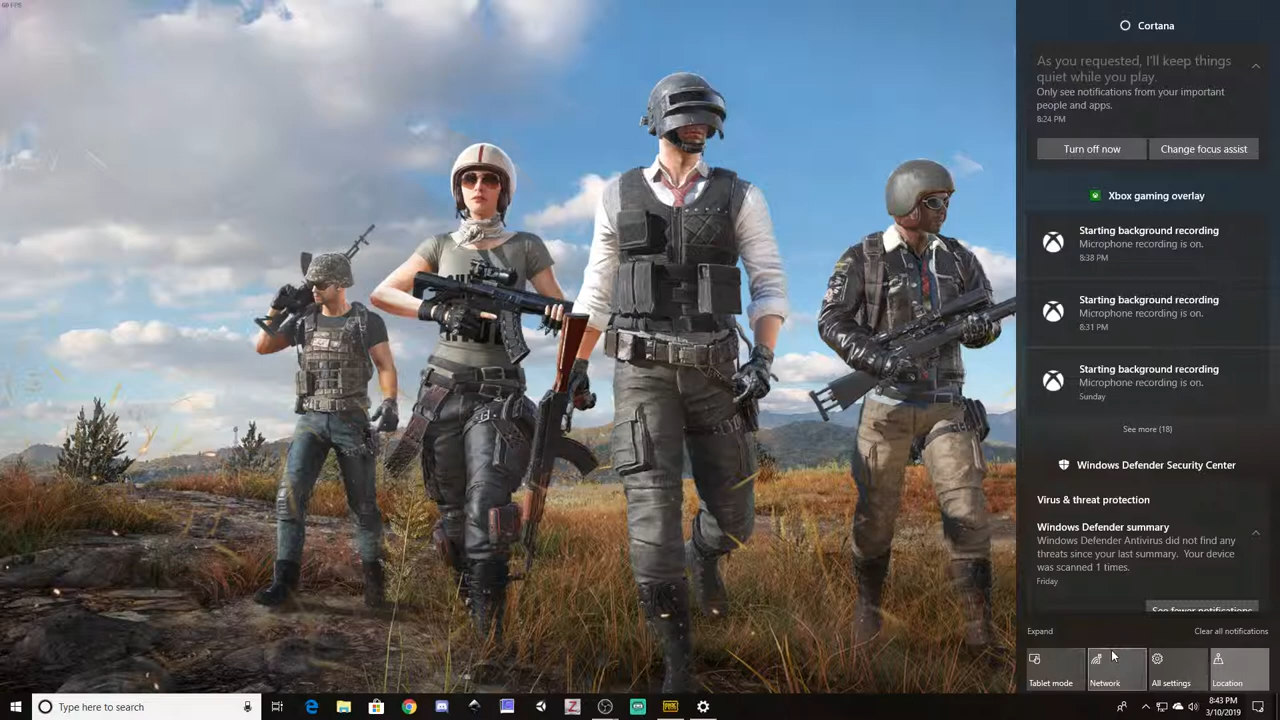 60 FPS
Cortana
As you requested, I'll keep things
quiet while you play.
Only see notifications from your important
people and apps.
8:24 PM
Turn off now
Change focus assist
Xbox gaming overlay
Starting background recording
Microphone recording is on.
8:38 PM
Starting background recording
Microphone recording is on.
8:31 PM
Starting background recording
Microphone recording is on.
Sunday
See more (18)
Windows Defender Security Center
Virus & threat protection
Windows Defender summary
Windows Defender Antivirus did not find any
threats since your last summary. Your device
was scanned 1 times.
Friday
See fewer notifications
Expand
Clear all notifications
Tablet mode
Network
All settings
Location
Type here to search
8:43 PM
3/10/2019